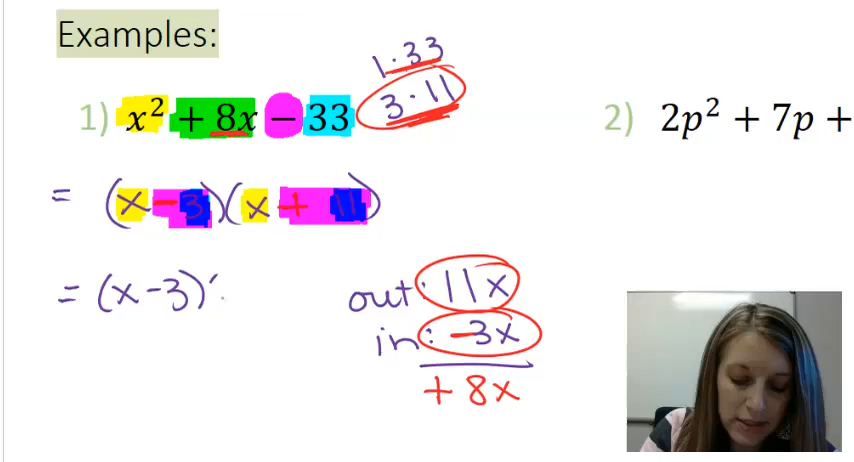 Examples:
1 · 33
3 · 11
1) x² + 8x − 33
2) 2p² + 7p +
= (x − 3)(x + 11)
= (x − 3)
out: 11x
in: −3x
+ 8x